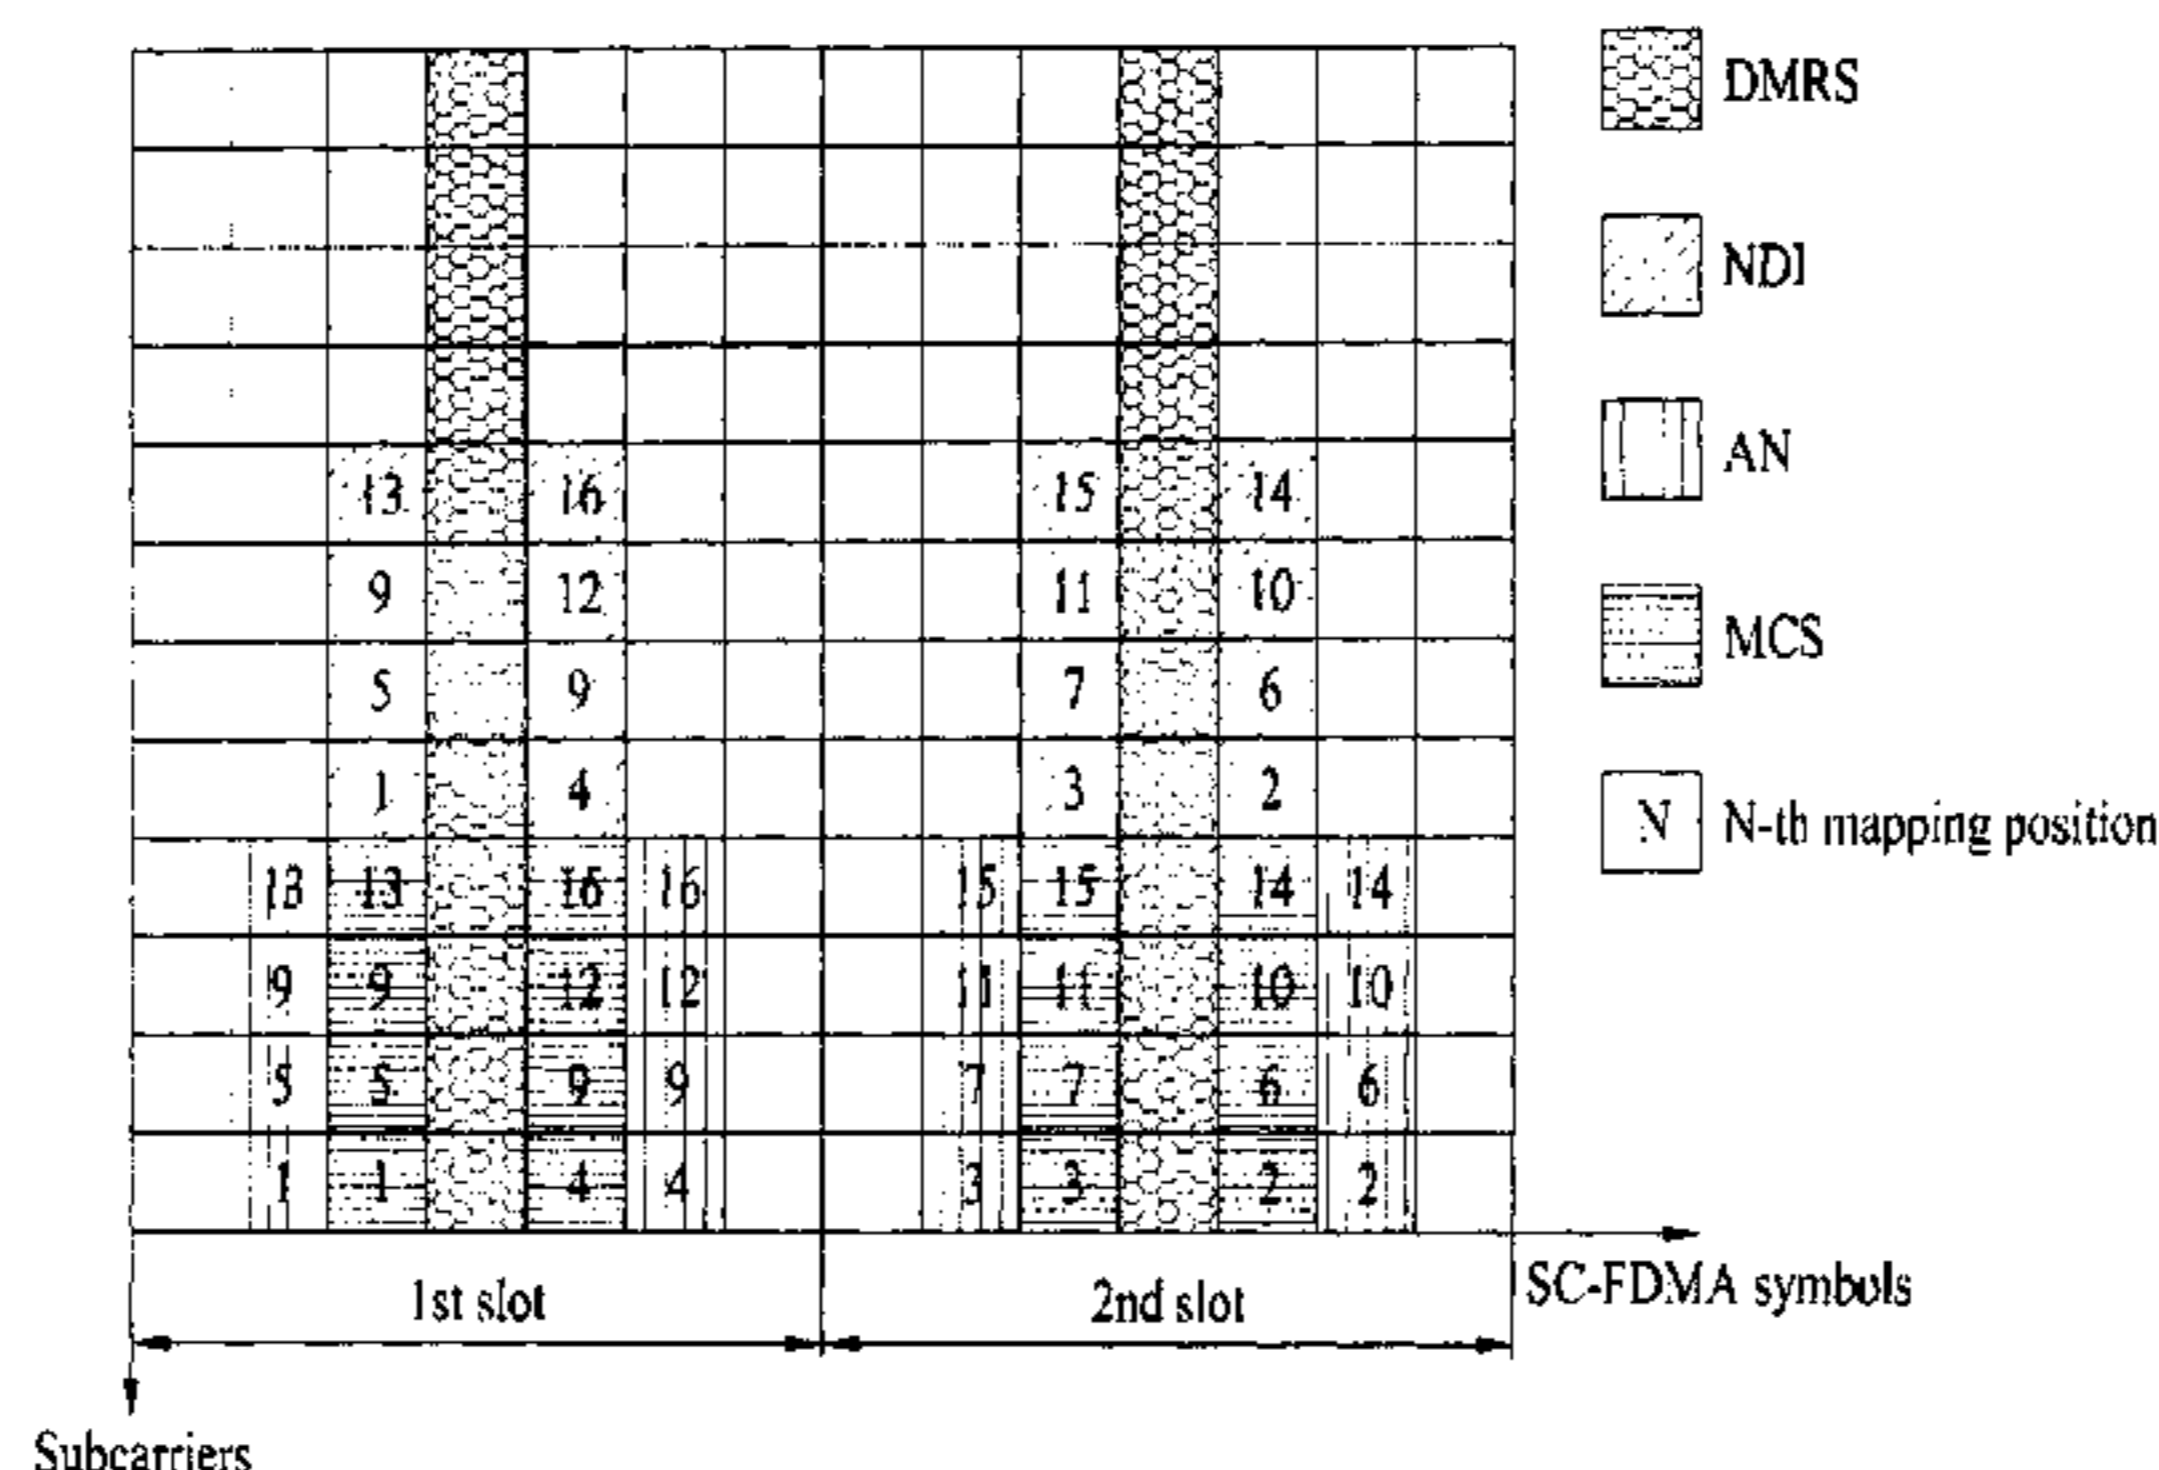 DMRS
NDI
AN
MCS
N N-th mapping position
13 16 15 14
9 12 11 10
5 9 7 6
1 4 3 2
13 13 16 16 15 15 14 14
9 9 12 12 11 11 10 10
5 5 9 9 7 7 6 6
1 1 4 4 3 3 2 2
SC-FDMA symbols
1st slot 2nd slot
Subcarriers